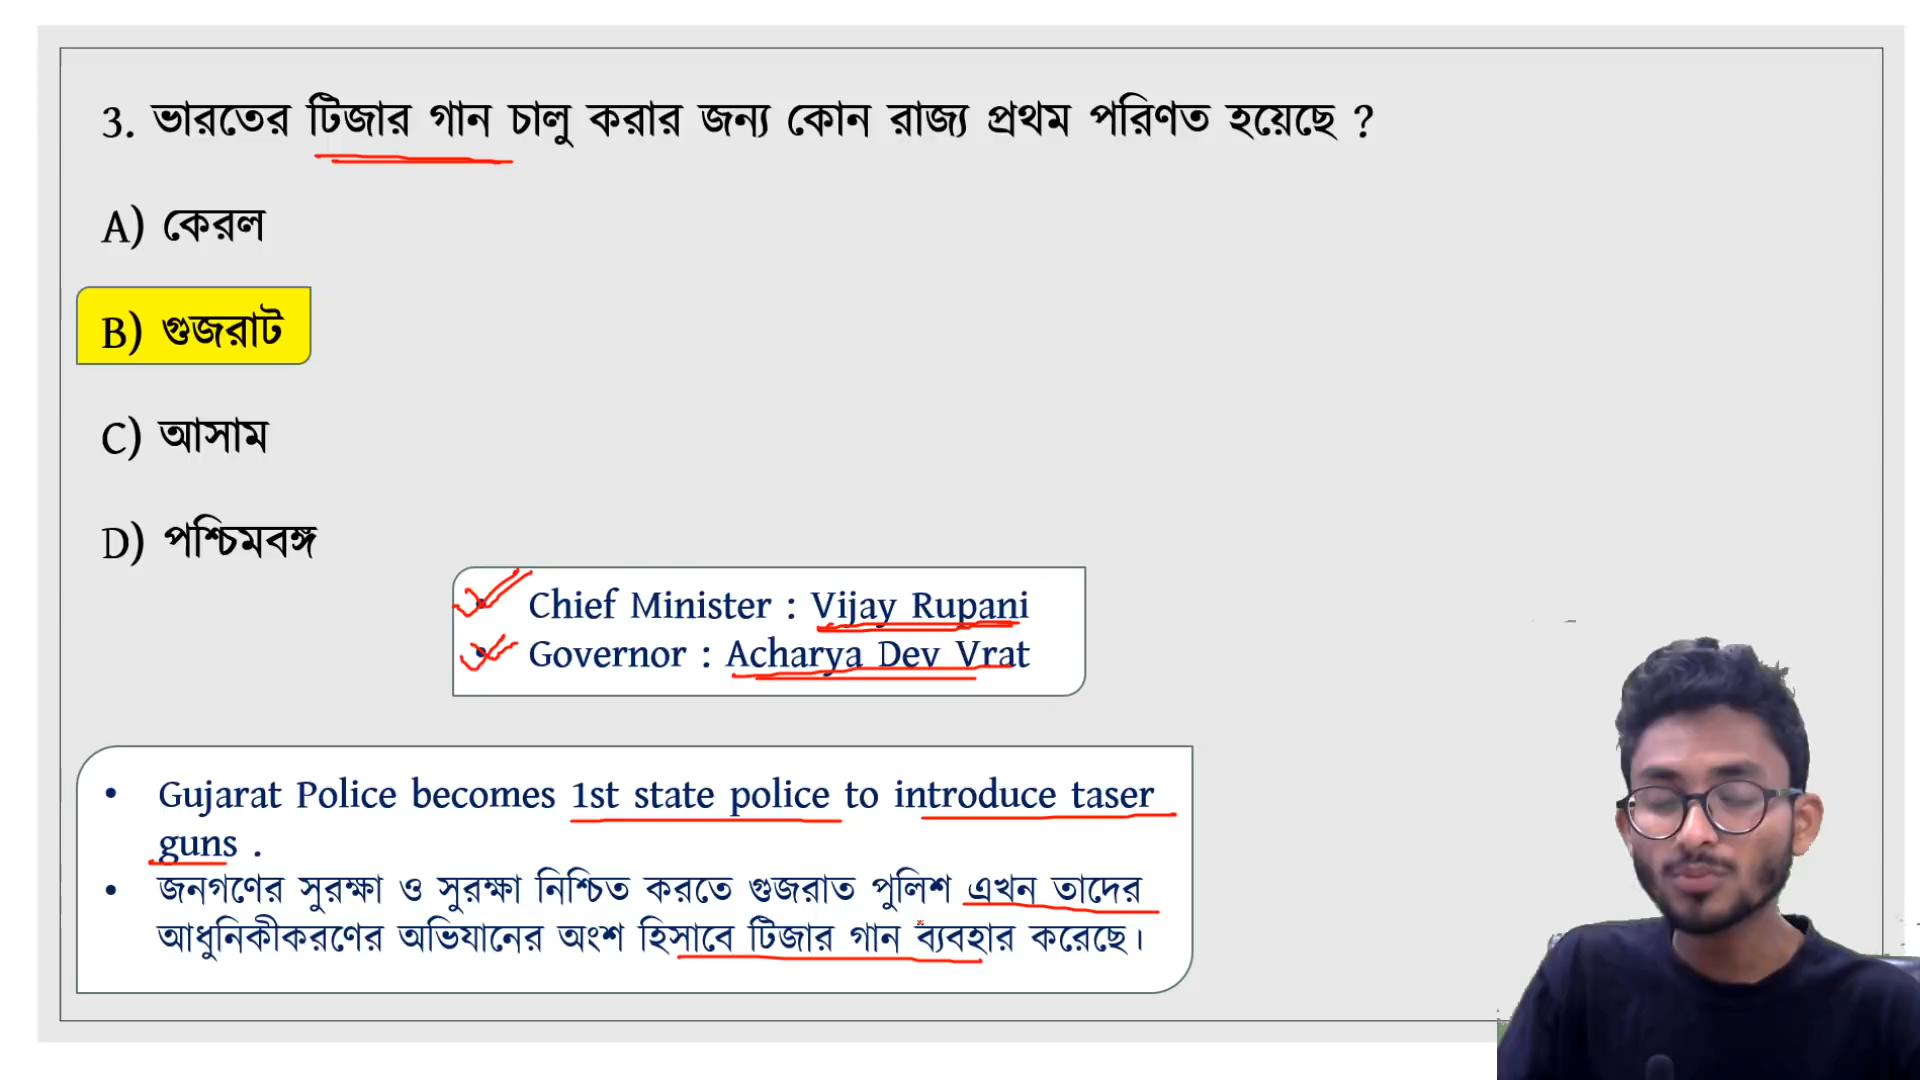 3. ভারতের টিজার গান চালু করার জন্য কোন রাজ্য প্রথম পরিণত হয়েছে ?
A) কেরল
B) গুজরাট
C) আসাম
D) পশ্চিমবঙ্গ
• Chief Minister : Vijay Rupani
• Governor : Acharya Dev Vrat
• Gujarat Police becomes 1st state police to introduce taser
guns .
• জনগণের সুরক্ষা ও সুরক্ষা নিশ্চিত করতে গুজরাত পুলিশ এখন তাদের
আধুনিকীকরণের অভিযানের অংশ হিসাবে টিজার গান ব্যবহার করেছে।